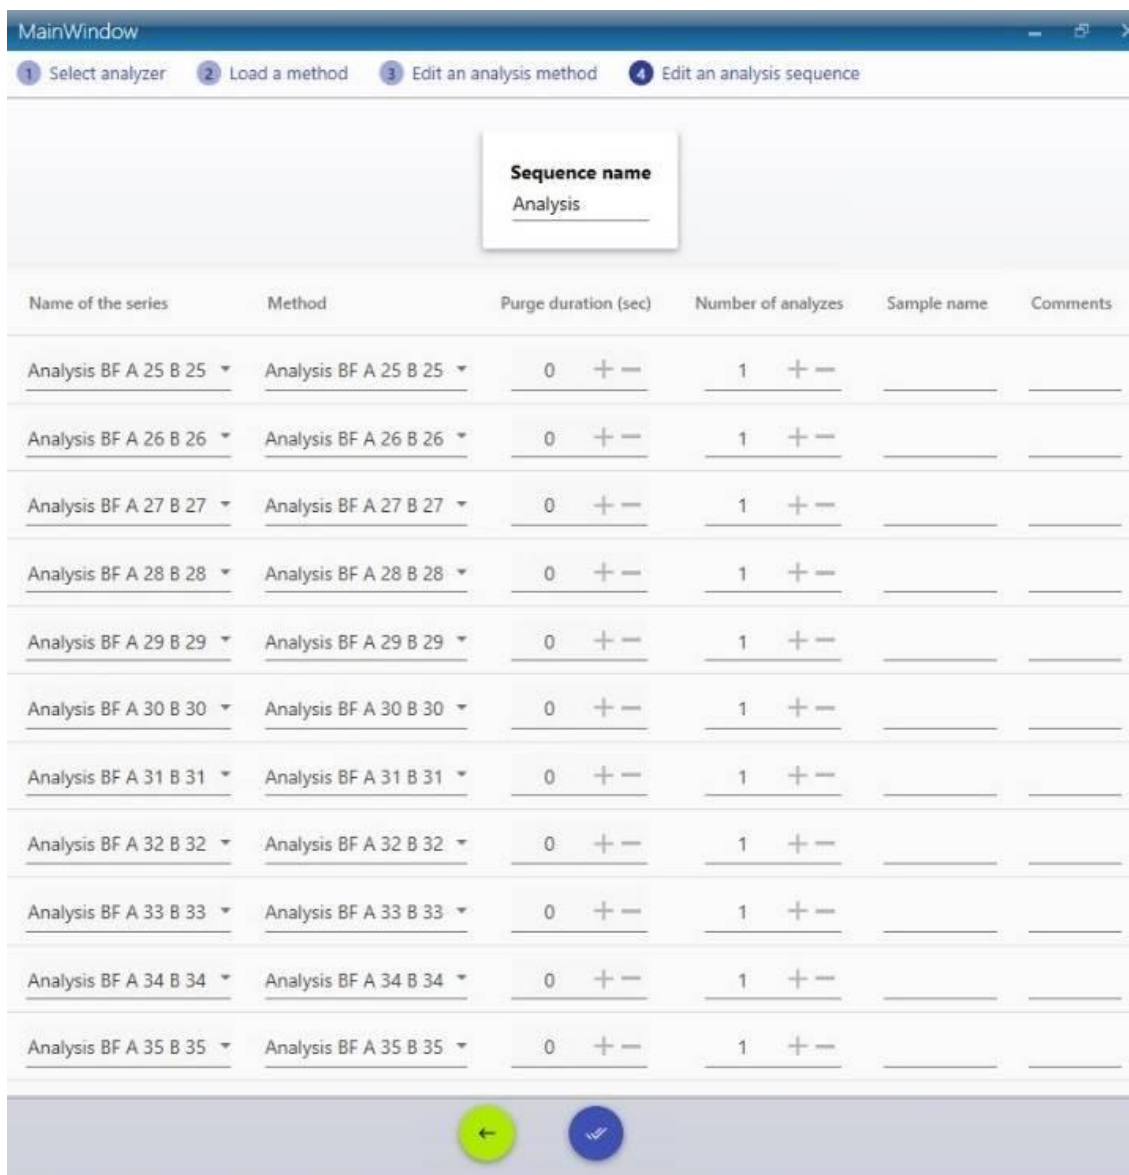 MainWindow
1 Select analyzer 2 Load a method 3 Edit an analysis method 4 Edit an analysis sequence
Sequence name
Analysis
Name of the series Method Purge duration (sec) Number of analyzes Sample name Comments
Analysis BF A 25 B 25 Analysis BF A 25 B 25 0 1
Analysis BF A 26 B 26 Analysis BF A 26 B 26 0 1
Analysis BF A 27 B 27 Analysis BF A 27 B 27 0 1
Analysis BF A 28 B 28 Analysis BF A 28 B 28 0 1
Analysis BF A 29 B 29 Analysis BF A 29 B 29 0 1
Analysis BF A 30 B 30 Analysis BF A 30 B 30 0 1
Analysis BF A 31 B 31 Analysis BF A 31 B 31 0 1
Analysis BF A 32 B 32 Analysis BF A 32 B 32 0 1
Analysis BF A 33 B 33 Analysis BF A 33 B 33 0 1
Analysis BF A 34 B 34 Analysis BF A 34 B 34 0 1
Analysis BF A 35 B 35 Analysis BF A 35 B 35 0 1